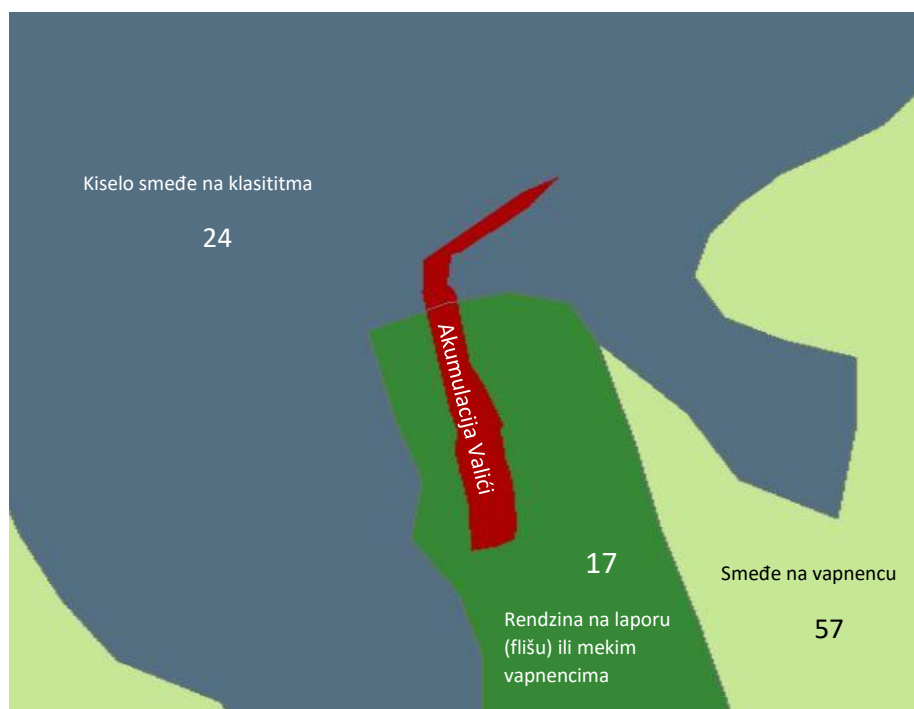 Kiselo smeđe na klasititma
24
Akumulacija Valići
17
Rendzina na laporu
(flišu) ili mekim
vapnencima
Smeđe na vapnencu
57